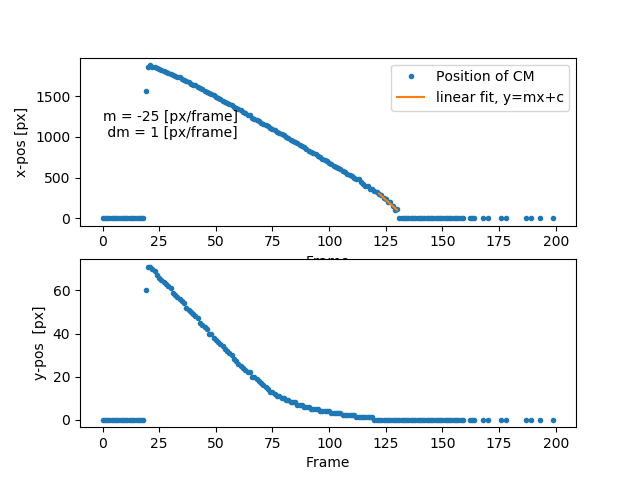 x-pos [px]
1500
1000
500
0
m = -25 [px/frame]
dm = 1 [px/frame]
Position of CM
linear fit, y=mx+c
0 25 50 75 100 125 150 175 200
Frame
y-pos [px]
60
40
20
0
0 25 50 75 100 125 150 175 200
Frame